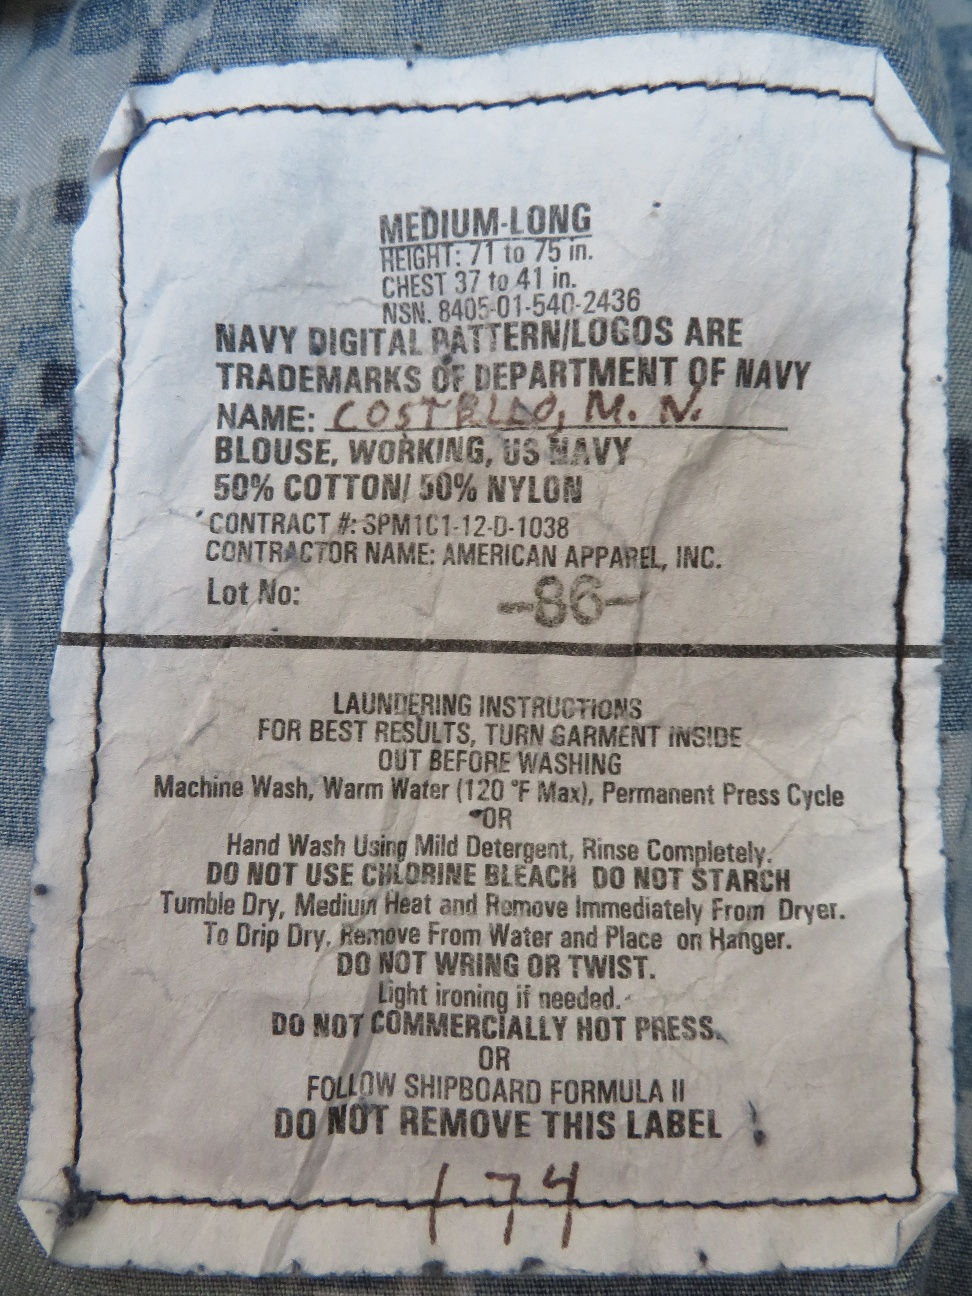 MEDIUM-LONG
HEIGHT: 71 to 75 in.
CHEST 37 to 41 in.
NSN. 8405-01-540-2436
NAVY DIGITAL PATTERN/LOGOS ARE
TRADEMARKS OF DEPARTMENT OF NAVY
NAME: COSTELLO, M. N.
BLOUSE, WORKING, US NAVY
50% COTTON/ 50% NYLON
CONTRACT #: SPM1C1-12-D-1038
CONTRACTOR NAME: AMERICAN APPAREL, INC.
Lot No: -86-
LAUNDERING INSTRUCTIONS
FOR BEST RESULTS, TURN GARMENT INSIDE
OUT BEFORE WASHING
Machine Wash, Warm Water (120 °F Max), Permanent Press Cycle
OR
Hand Wash Using Mild Detergent, Rinse Completely.
DO NOT USE CHLORINE BLEACH DO NOT STARCH
Tumble Dry, Medium Heat and Remove Immediately From Dryer.
To Drip Dry, Remove From Water and Place on Hanger.
DO NOT WRING OR TWIST.
Light ironing if needed.
DO NOT COMMERCIALLY HOT PRESS.
OR
FOLLOW SHIPBOARD FORMULA II
DO NOT REMOVE THIS LABEL
174